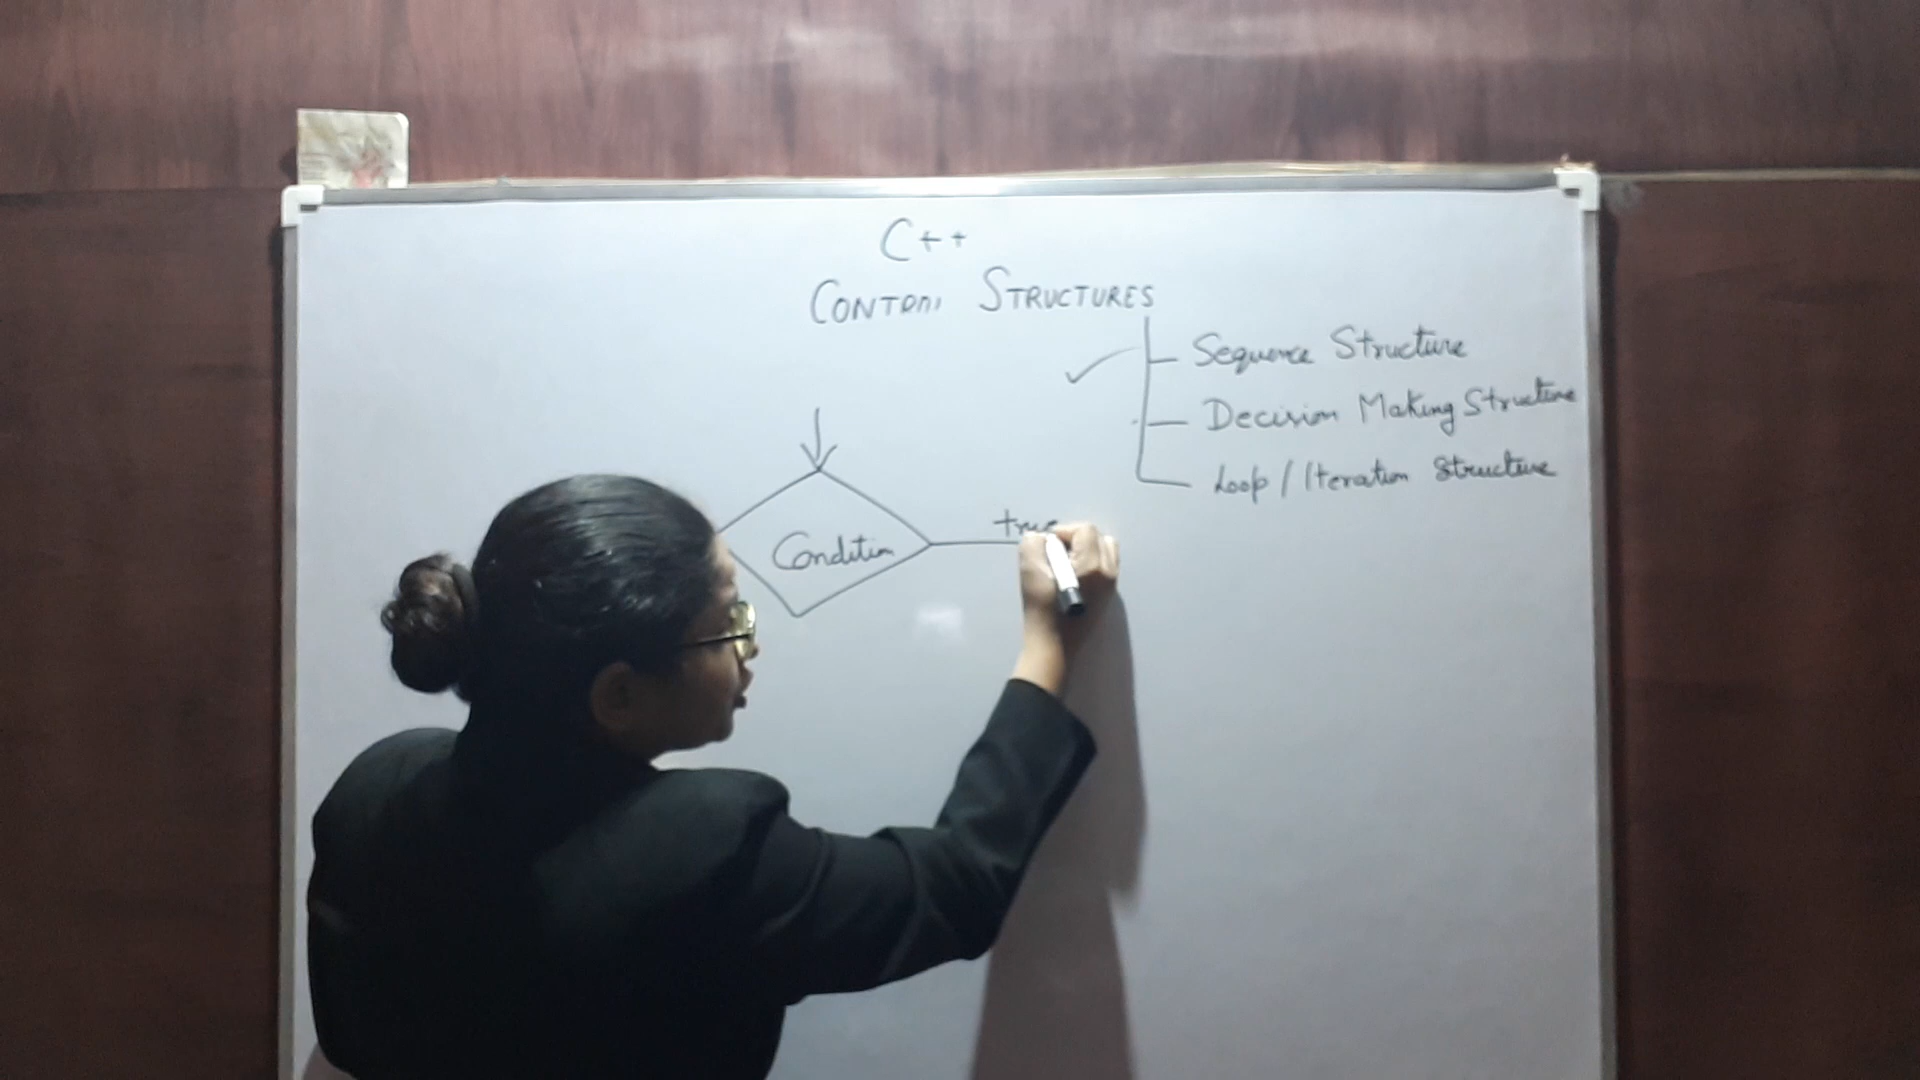 C++
CONTROL STRUCTURES
Sequence Structure
Decision Making Structure
Loop / Iteration Structure
Condition
true